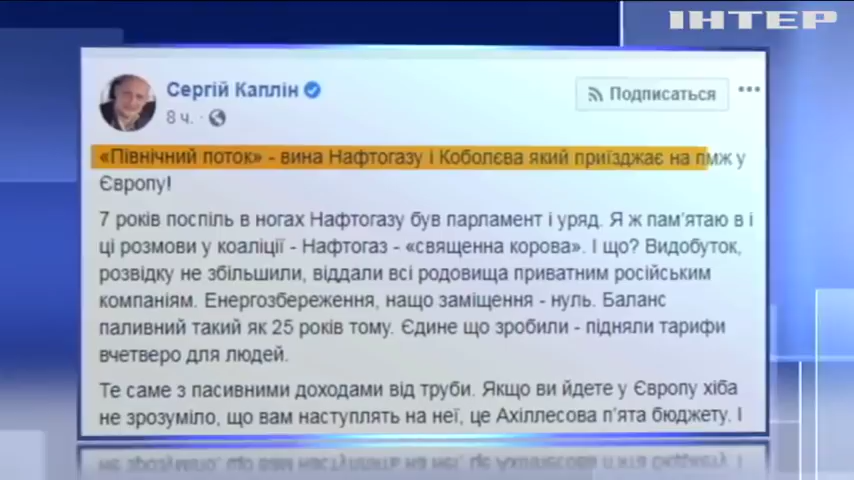 ІНТЕР
Сергій Каплін
8 ч. ·
Подписаться
«Північний поток» - вина Нафтогазу і Коболєва який приїзджає на пмж у
Європу!
7 років поспіль в ногах Нафтогазу був парламент і уряд. Я ж пам'ятаю в і
ці розмови у коаліції - Нафтогаз - «священна корова». І що? Видобуток,
розвідку не збільшили, віддали всі родовища приватним російським
компаніям. Енергозбереження, нащо заміщення - нуль. Баланс
паливний такий як 25 років тому. Єдине що зробили - підняли тарифи
вчетверо для людей.
Те саме з пасивними доходами від труби. Якщо ви йдете у Європу хіба
не зрозуміло, що вам наступлять на неї, це Ахіллесова п'ята бюджету. І